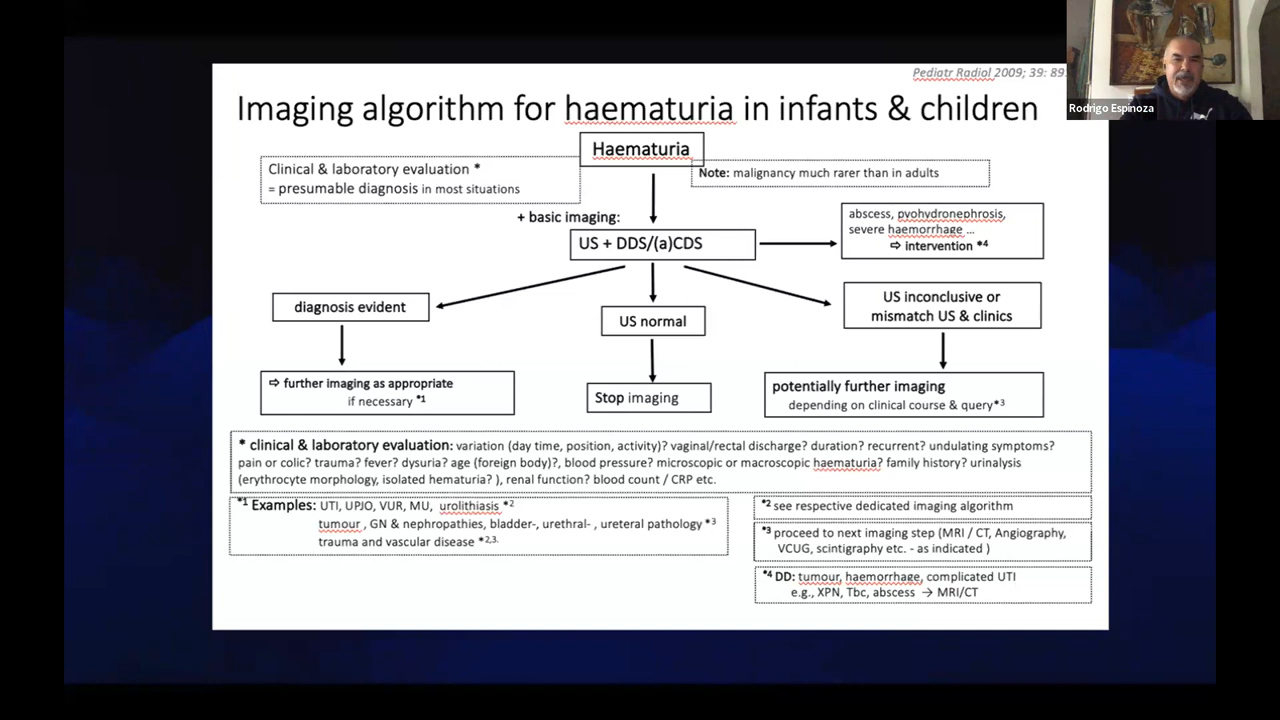 Pediatr Radiol 2009; 39: 89
Rodrigo Espinoza
Imaging algorithm for haematuria in infants & children
Haematuria
Clinical & laboratory evaluation *
= presumable diagnosis in most situations
Note: malignancy much rarer than in adults
+ basic imaging:
US + DDS/(a)CDS
abscess, pyohydronephrosis,
severe haemorrhage ...
⇨ intervention *4
diagnosis evident
US normal
US inconclusive or
mismatch US & clinics
⇨ further imaging as appropriate
if necessary *1
Stop imaging
potentially further imaging
depending on clinical course & query*3
* clinical & laboratory evaluation: variation (day time, position, activity)? vaginal/rectal discharge? duration? recurrent? undulating symptoms?
pain or colic? trauma? fever? dysuria? age (foreign body)?, blood pressure? microscopic or macroscopic haematuria? family history? urinalysis
(erythrocyte morphology, isolated hematuria? ), renal function? blood count / CRP etc.
*1 Examples: UTI, UPJO, VUR, MU, urolithiasis *2
tumour , GN & nephropathies, bladder-, urethral- , ureteral pathology *3
trauma and vascular disease *2,3.
*2 see respective dedicated imaging algorithm
*3 proceed to next imaging step (MRI / CT, Angiography,
VCUG, scintigraphy etc. - as indicated )
*4 DD: tumour, haemorrhage, complicated UTI
e.g., XPN, Tbc, abscess → MRI/CT